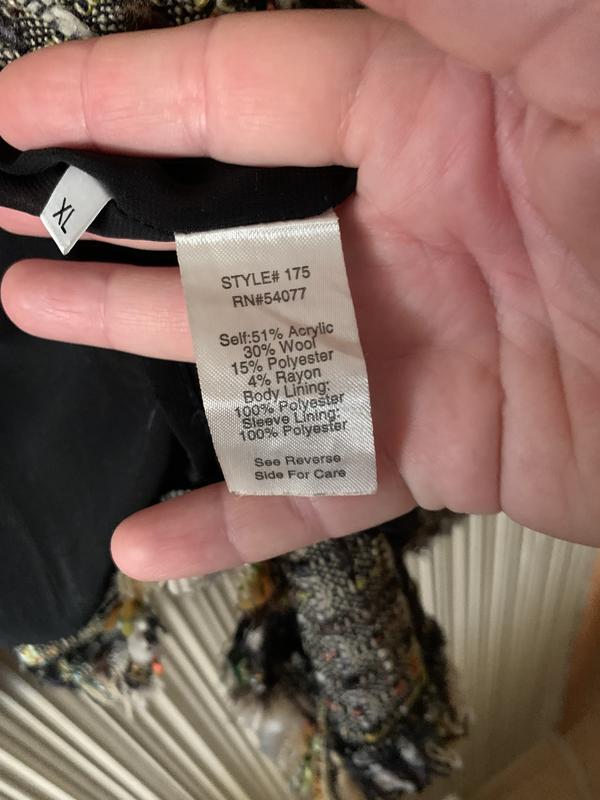 XL
STYLE# 175
RN#54077
Self:51% Acrylic
30% Wool
15% Polyester
4% Rayon
Body Lining:
100% Polyester
Sleeve Lining:
100% Polyester
See Reverse
Side For Care